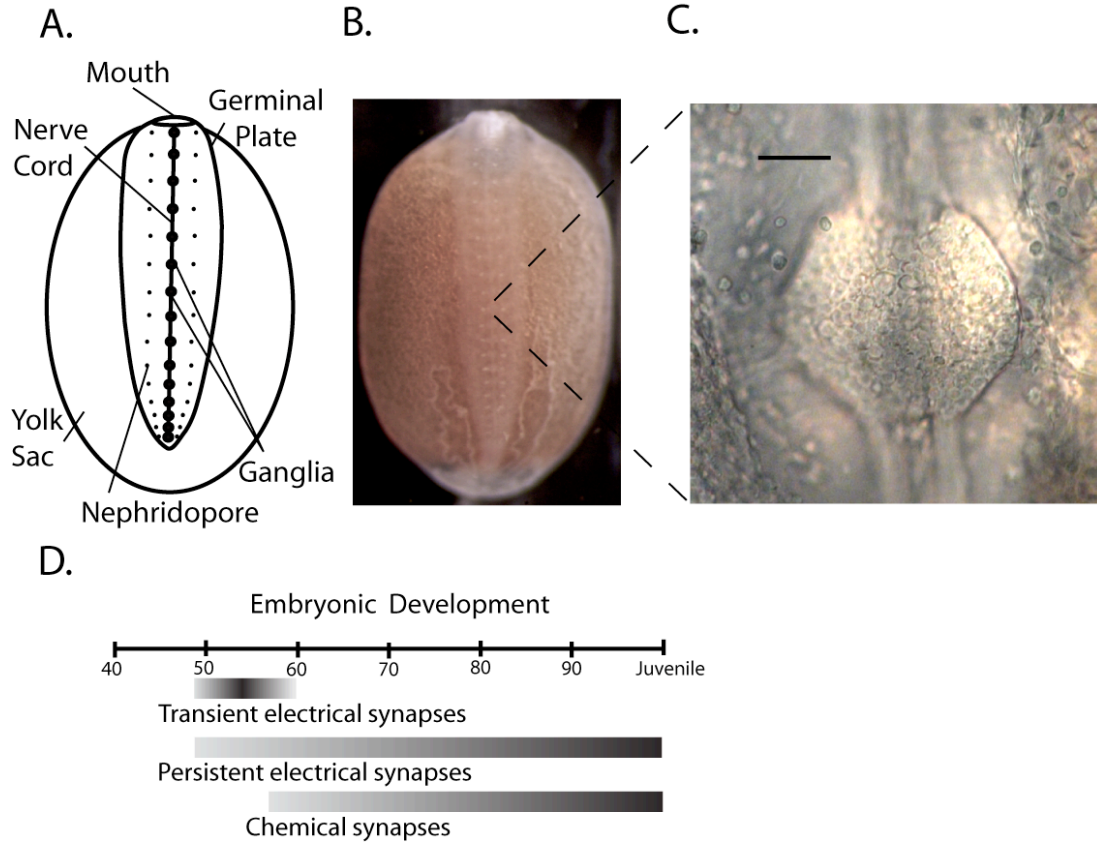 A.
Mouth
Germinal
Plate
Nerve
Cord
Yolk
Sac
Ganglia
Nephridopore
B.
C.
D.
Embryonic Development
40 50 60 70 80 90 Juvenile
Transient electrical synapses
Persistent electrical synapses
Chemical synapses